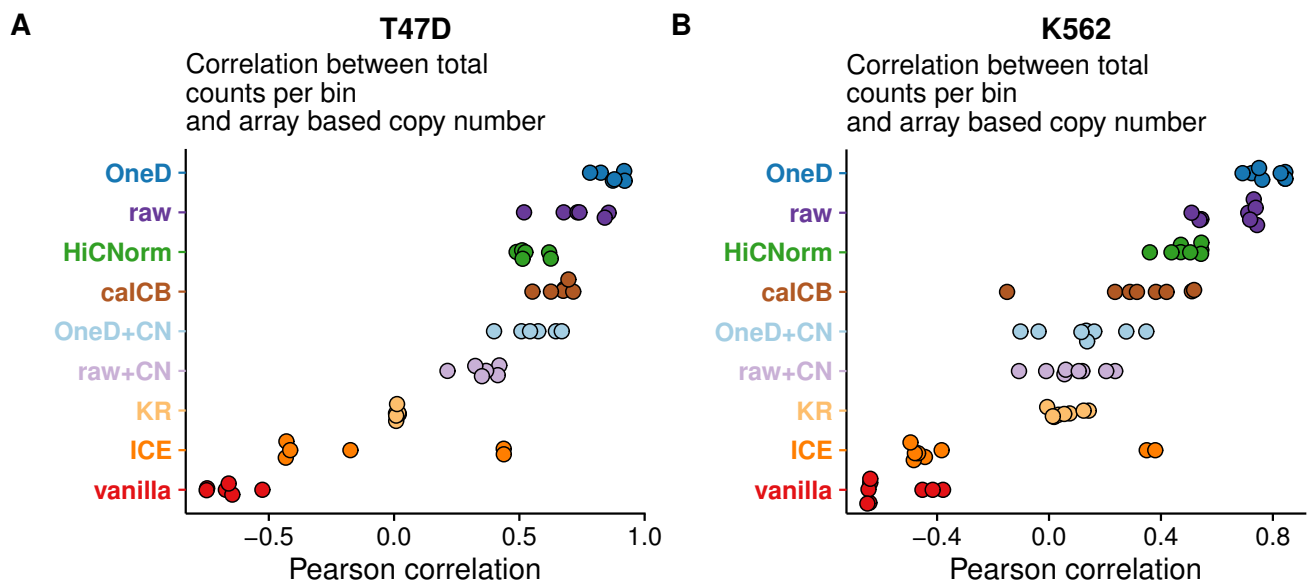 A
T47D
Correlation between total
counts per bin
and array based copy number
OneD
raw
HiCNorm
caICB
OneD+CN
raw+CN
KR
ICE
vanilla
−0.5
0.0
0.5
1.0
Pearson correlation
B
K562
Correlation between total
counts per bin
and array based copy number
OneD
raw
HiCNorm
caICB
OneD+CN
raw+CN
KR
ICE
vanilla
−0.4
0.0
0.4
0.8
Pearson correlation